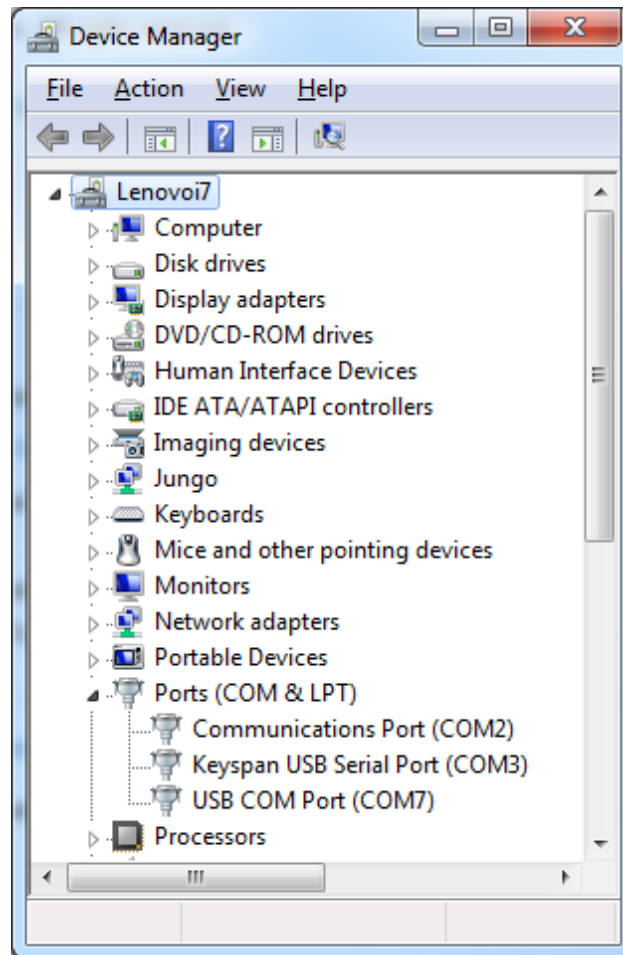 Device Manager
File Action View Help
Lenovoi7
Computer
Disk drives
Display adapters
DVD/CD-ROM drives
Human Interface Devices
IDE ATA/ATAPI controllers
Imaging devices
Jungo
Keyboards
Mice and other pointing devices
Monitors
Network adapters
Portable Devices
Ports (COM & LPT)
Communications Port (COM2)
Keyspan USB Serial Port (COM3)
USB COM Port (COM7)
Processors